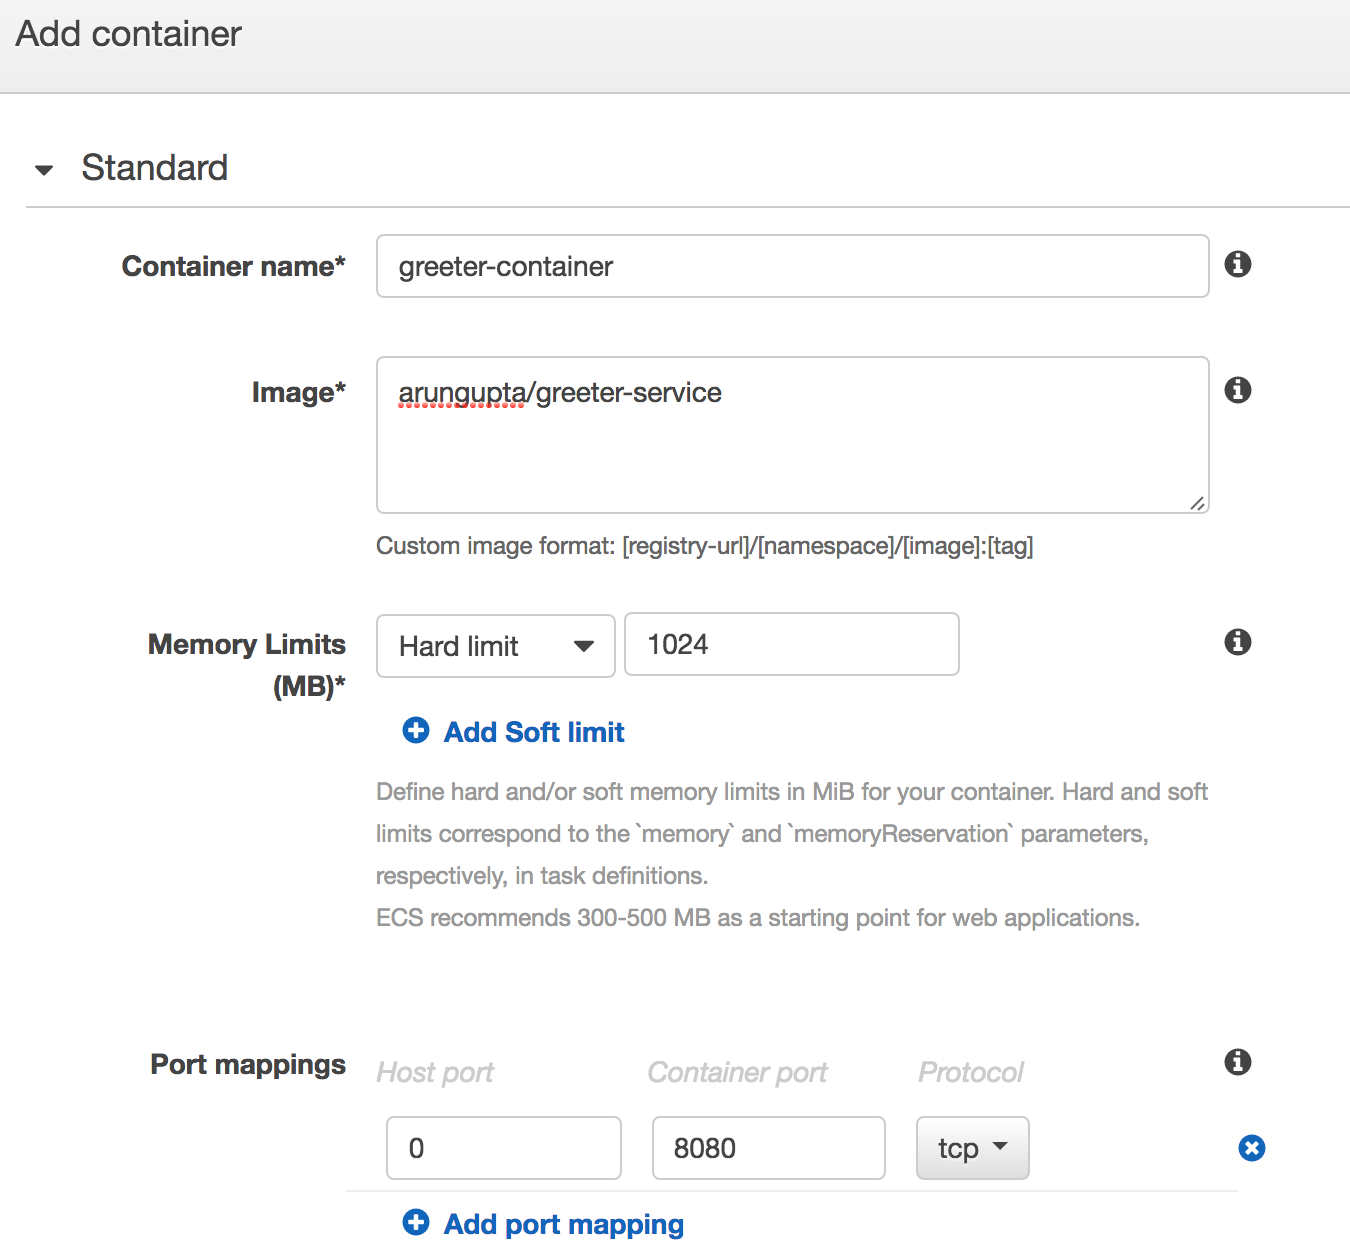 Add container
Standard
Container name*
greeter-container
Image*
arungupta/greeter-service
Custom image format: [registry-url]/[namespace]/[image]:[tag]
Memory Limits
(MB)*
Hard limit
1024
Add Soft limit
Define hard and/or soft memory limits in MiB for your container. Hard and soft
limits correspond to the `memory` and `memoryReservation` parameters,
respectively, in task definitions.
ECS recommends 300-500 MB as a starting point for web applications.
Port mappings
Host port
Container port
Protocol
0
8080
tcp
Add port mapping